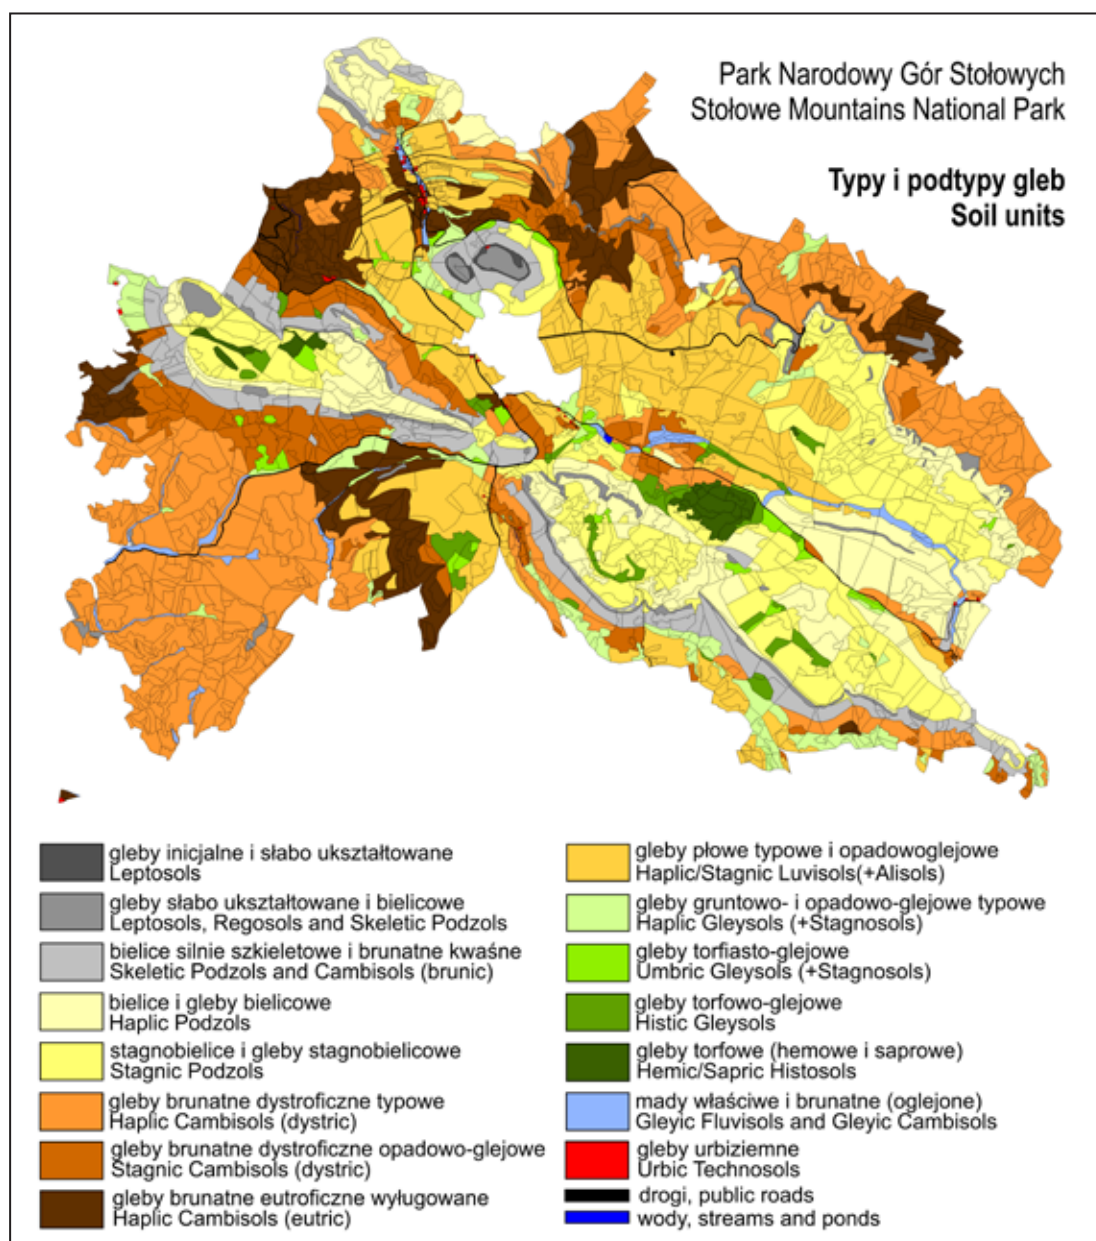 Park Narodowy Gór Stołowych
Stołowe Mountains National Park
Typy i podtypy gleb
Soil units
gleby inicjalne i słabo ukształtowane
Leptosols
gleby słabo ukształtowane i bielicowe
Leptosols, Regosols and Skeletic Podzols
bielice silnie szkieletowe i brunatne kwaśne
Skeletic Podzols and Cambisols (brunic)
bielice i gleby bielicowe
Haplic Podzols
stagnobielice i gleby stagnobielicowe
Stagnic Podzols
gleby brunatne dystroficzne typowe
Haplic Cambisols (dystric)
gleby brunatne dystroficzne opadowo-glejowe
Stagnic Cambisols (dystric)
gleby brunatne eutroficzne wyługowane
Haplic Cambisols (eutric)
gleby płowe typowe i opadowoglejowe
Haplic/Stagnic Luvisols(+Alisols)
gleby gruntowo- i opadowo-glejowe typowe
Haplic Gleysols (+Stagnosols)
gleby torfiasto-glejowe
Umbric Gleysols (+Stagnosols)
gleby torfowo-glejowe
Histic Gleysols
gleby torfowe (hemowe i saprowe)
Hemic/Sapric Histosols
mady właściwe i brunatne (oglejone)
Gleyic Fluvisols and Gleyic Cambisols
gleby urbiziemne
Urbic Technosols
drogi, public roads
wody, streams and ponds